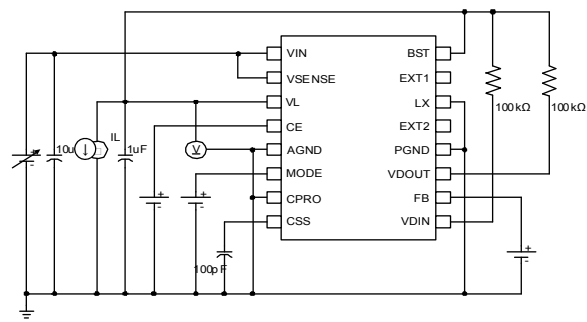 VIN
VSENSE
VL
CE
AGND
MODE
CPRO
CSS
BST
EXT1
LX
EXT2
PGND
VDOUT
FB
VDIN
10u
IL
1uF
V
100pF
100kΩ
100kΩ